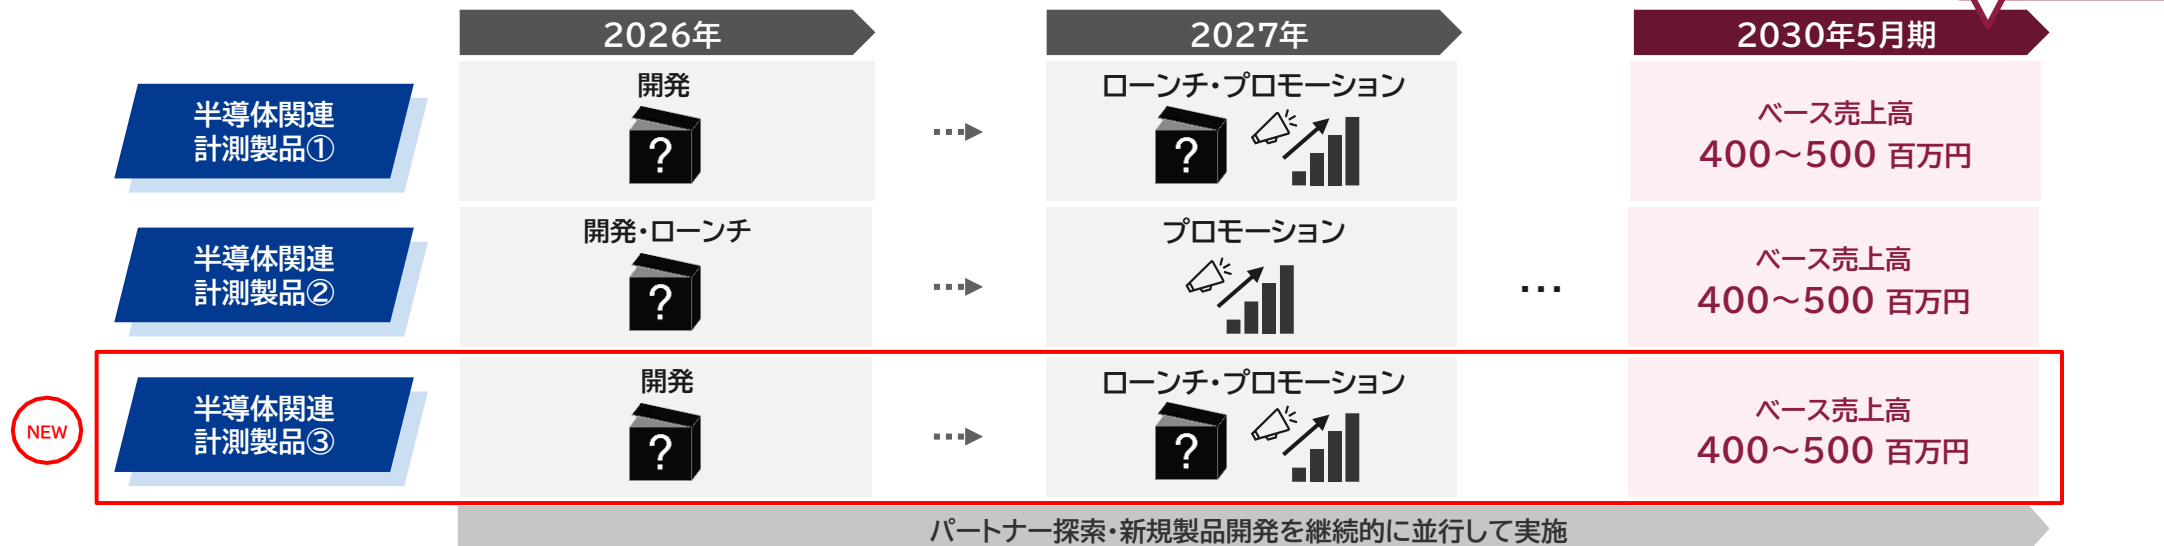 2026年
2027年
2030年5月期
半導体関連
計測製品①
開発
?
ローンチ・プロモーション
?
ベース売上高
400～500 百万円
半導体関連
計測製品②
開発・ローンチ
?
プロモーション
...
ベース売上高
400～500 百万円
NEW
半導体関連
計測製品③
開発
?
ローンチ・プロモーション
?
ベース売上高
400～500 百万円
パートナー探索・新規製品開発を継続的に並行して実施